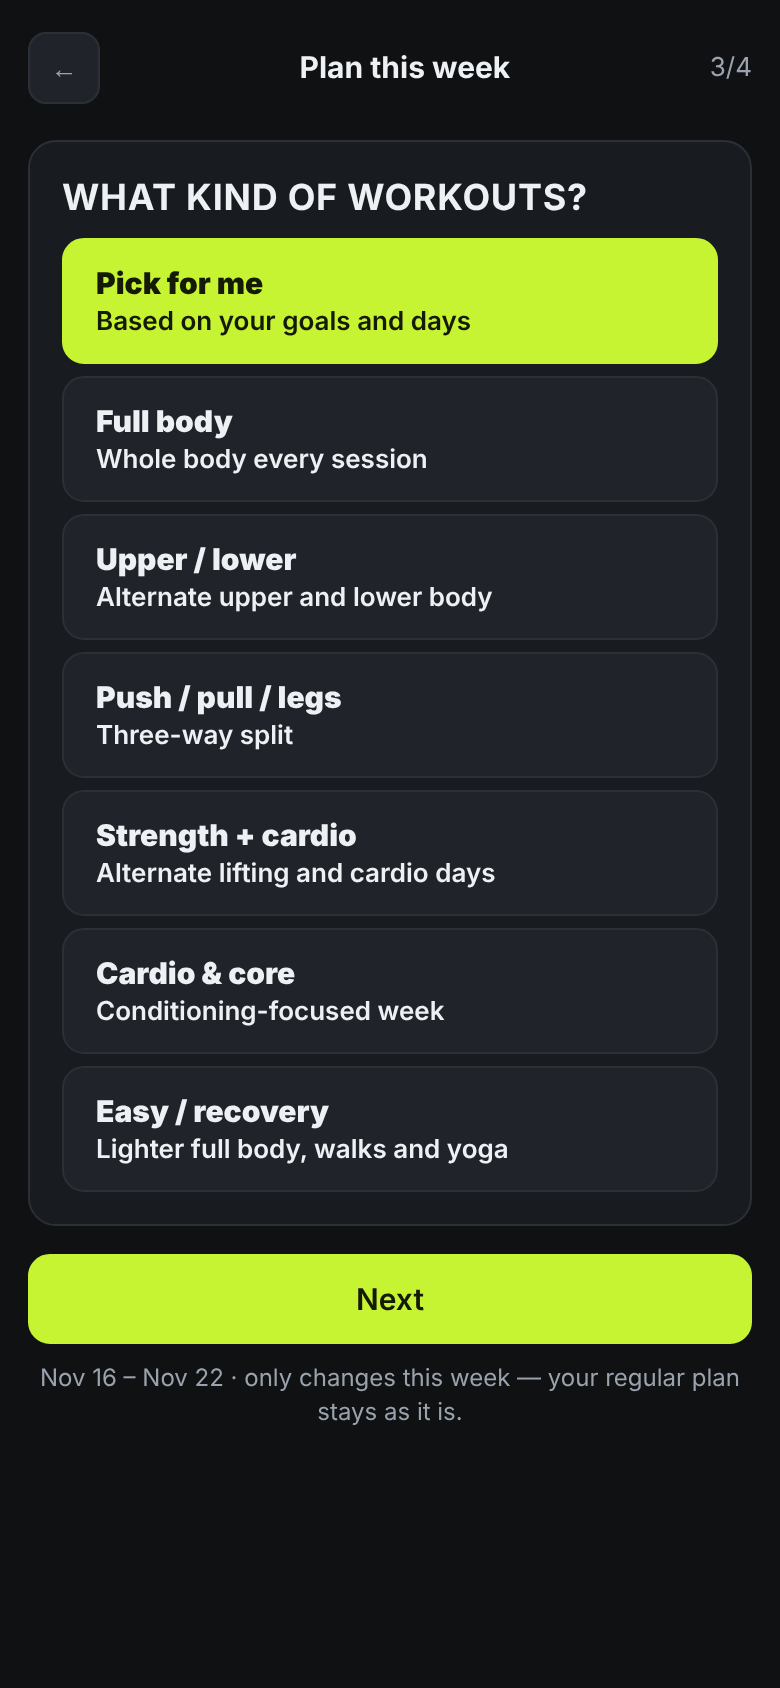 ←
Plan this week
3/4
WHAT KIND OF WORKOUTS?
Pick for me
Based on your goals and days
Full body
Whole body every session
Upper / lower
Alternate upper and lower body
Push / pull / legs
Three-way split
Strength + cardio
Alternate lifting and cardio days
Cardio & core
Conditioning-focused week
Easy / recovery
Lighter full body, walks and yoga
Next
Nov 16 – Nov 22 · only changes this week — your regular plan
stays as it is.